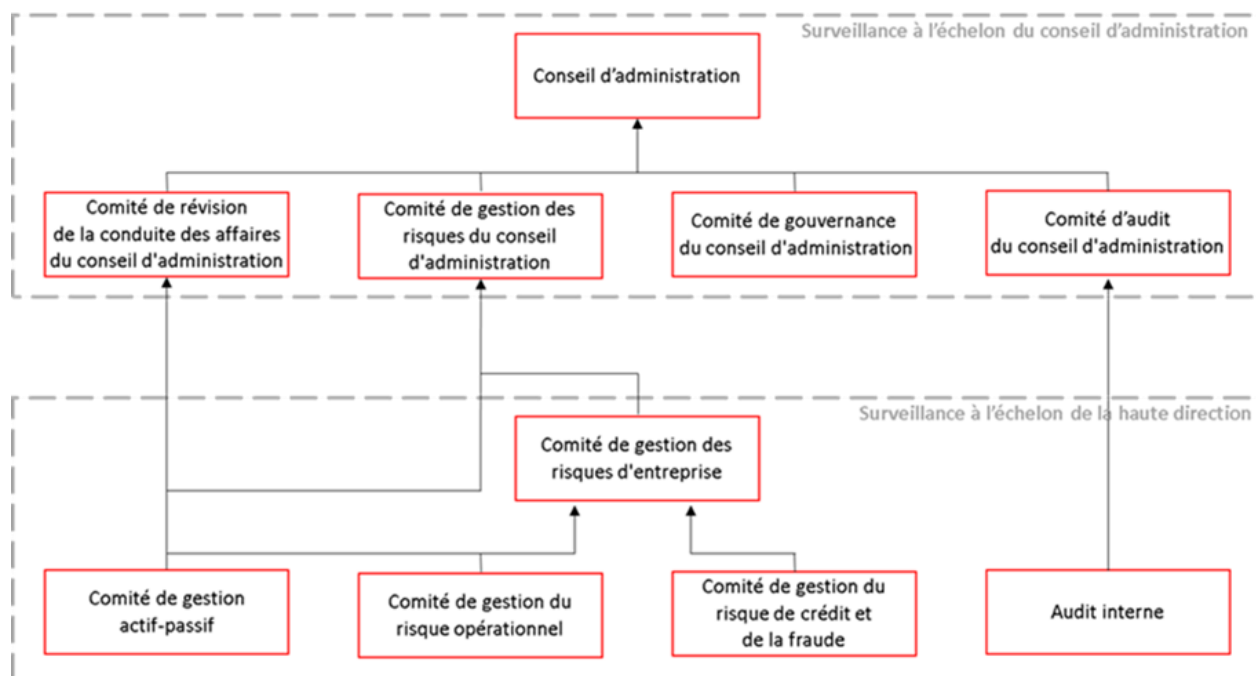 Surveillance à l’échelon du conseil d’administration
Conseil d’administration
Comité de révision
de la conduite des affaires
du conseil d'administration
Comité de gestion des
risques du conseil
d'administration
Comité de gouvernance
du conseil d'administration
Comité d’audit
du conseil d'administration
Surveillance à l’échelon de la haute direction
Comité de gestion des
risques d'entreprise
Comité de gestion
actif-passif
Comité de gestion du
risque opérationnel
Comité de gestion du
risque de crédit et
de la fraude
Audit interne